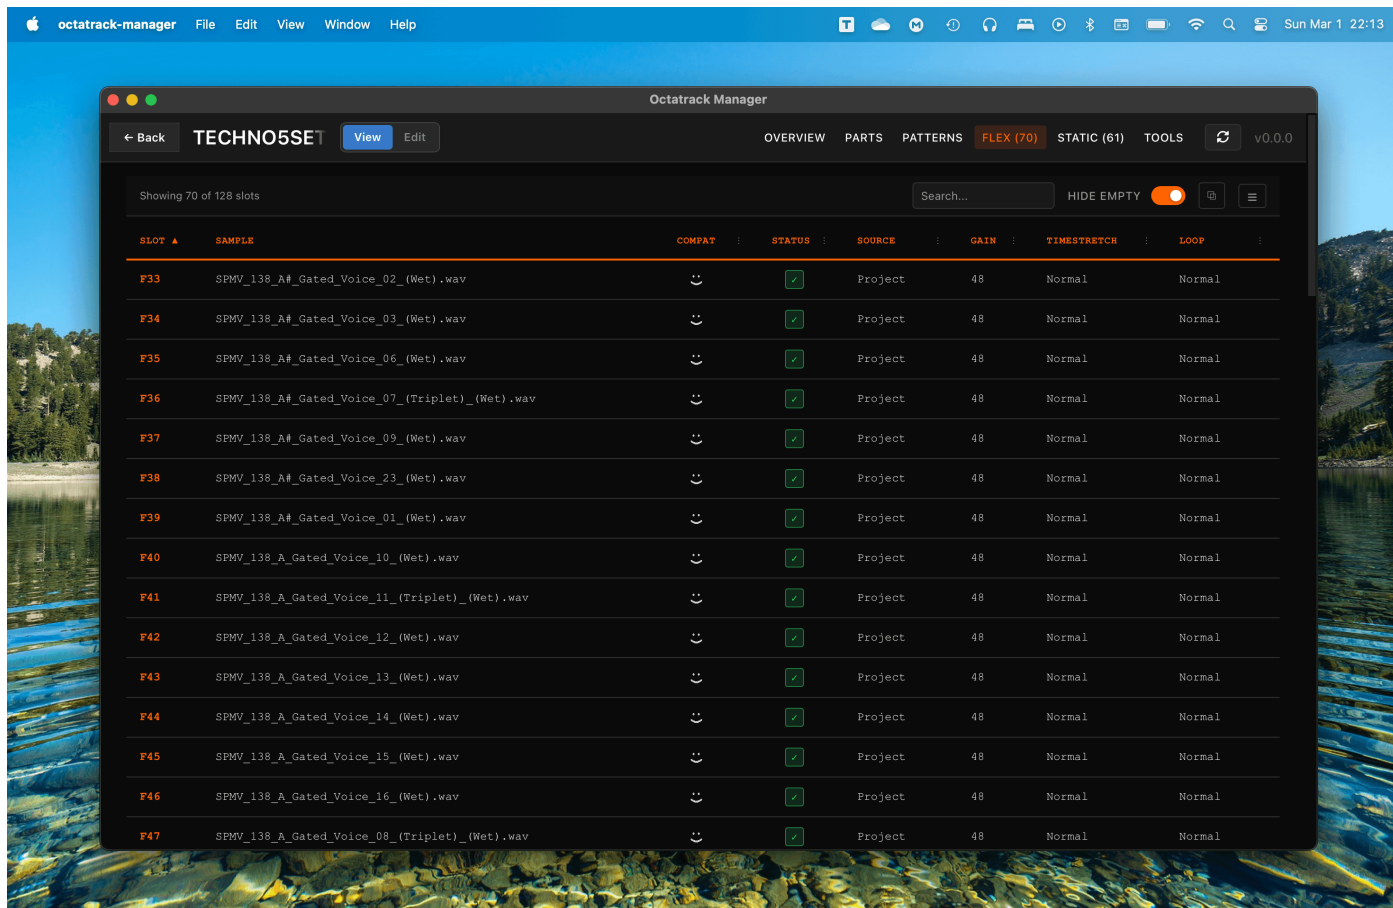 octatrack-manager File Edit View Window Help Sun Mar 1 22:13
Octatrack Manager
← Back TECHNO5SET View Edit OVERVIEW PARTS PATTERNS FLEX (70) STATIC (61) TOOLS v0.0.0
Showing 70 of 128 slots Search... HIDE EMPTY
SLOT ▲ SAMPLE COMPAT STATUS SOURCE GAIN TIMESTRETCH LOOP
F33 SPMV_138_A#_Gated_Voice_02_(Wet).wav Project 48 Normal Normal
F34 SPMV_138_A#_Gated_Voice_03_(Wet).wav Project 48 Normal Normal
F35 SPMV_138_A#_Gated_Voice_06_(Wet).wav Project 48 Normal Normal
F36 SPMV_138_A#_Gated_Voice_07_(Triplet)_(Wet).wav Project 48 Normal Normal
F37 SPMV_138_A#_Gated_Voice_09_(Wet).wav Project 48 Normal Normal
F38 SPMV_138_A#_Gated_Voice_23_(Wet).wav Project 48 Normal Normal
F39 SPMV_138_A#_Gated_Voice_01_(Wet).wav Project 48 Normal Normal
F40 SPMV_138_A_Gated_Voice_10_(Wet).wav Project 48 Normal Normal
F41 SPMV_138_A_Gated_Voice_11_(Triplet)_(Wet).wav Project 48 Normal Normal
F42 SPMV_138_A_Gated_Voice_12_(Wet).wav Project 48 Normal Normal
F43 SPMV_138_A_Gated_Voice_13_(Wet).wav Project 48 Normal Normal
F44 SPMV_138_A_Gated_Voice_14_(Wet).wav Project 48 Normal Normal
F45 SPMV_138_A_Gated_Voice_15_(Wet).wav Project 48 Normal Normal
F46 SPMV_138_A_Gated_Voice_16_(Wet).wav Project 48 Normal Normal
F47 SPMV_138_A_Gated_Voice_08_(Triplet)_(Wet).wav Project 48 Normal Normal